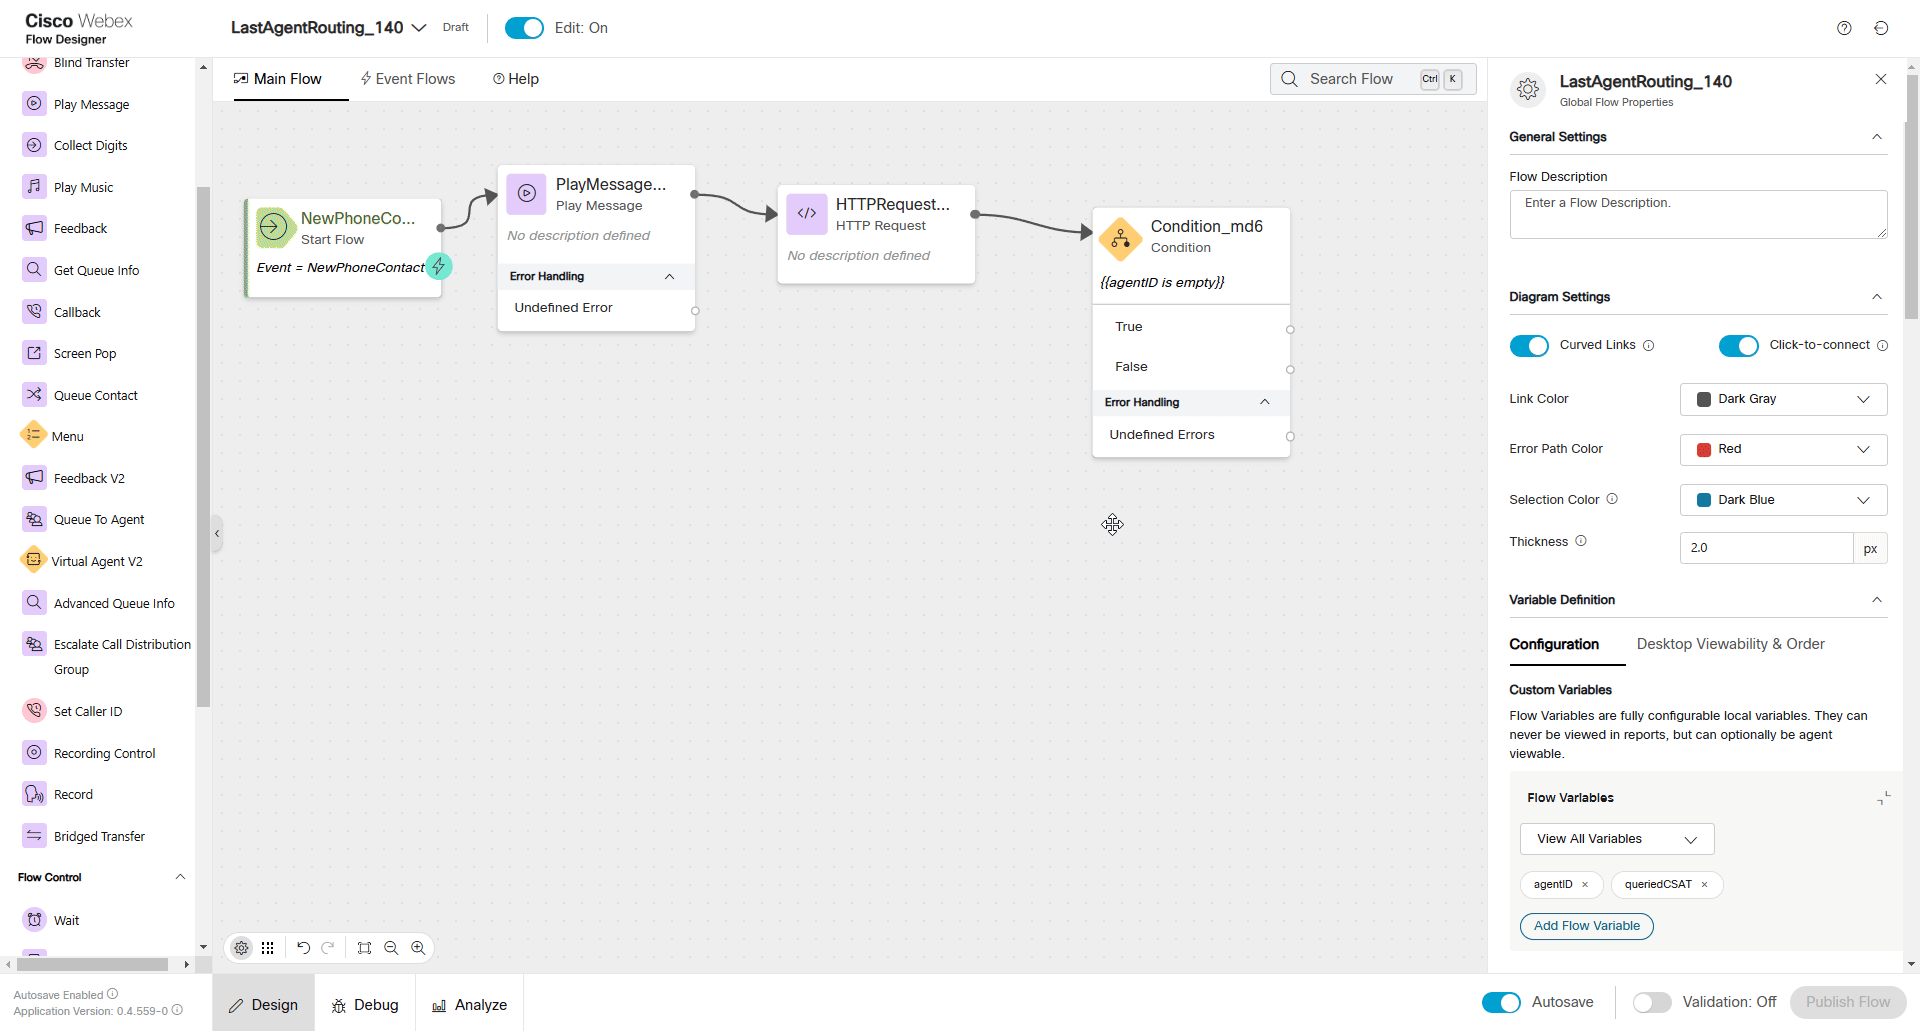 Cisco Webex
Flow Designer
LastAgentRouting_140
Draft
Edit: On
Blind Transfer
Play Message
Collect Digits
Play Music
Feedback
Get Queue Info
Callback
Screen Pop
Queue Contact
Menu
Feedback V2
Queue To Agent
Virtual Agent V2
Advanced Queue Info
Escalate Call Distribution
Group
Set Caller ID
Recording Control
Record
Bridged Transfer
Flow Control
Wait
Autosave Enabled
Application Version: 0.4.559-0
Main Flow
Event Flows
Help
Search Flow
Ctrl
K
NewPhoneCo...
Start Flow
Event = NewPhoneContact
PlayMessage...
Play Message
No description defined
Error Handling
Undefined Error
HTTPRequest...
HTTP Request
No description defined
Condition_md6
Condition
{{agentID is empty}}
True
False
Error Handling
Undefined Errors
Design
Debug
Analyze
LastAgentRouting_140
Global Flow Properties
General Settings
Flow Description
Enter a Flow Description.
Diagram Settings
Curved Links
Click-to-connect
Link Color
Dark Gray
Error Path Color
Red
Selection Color
Dark Blue
Thickness
2.0
px
Variable Definition
Configuration
Desktop Viewability & Order
Custom Variables
Flow Variables are fully configurable local variables. They can
never be viewed in reports, but can optionally be agent
viewable.
Flow Variables
View All Variables
agentID ×
queriedCSAT ×
Add Flow Variable
Autosave
Validation: Off
Publish Flow